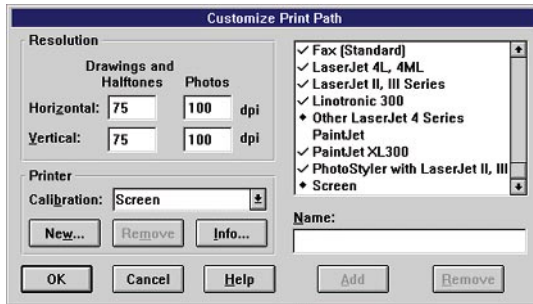 Customize Print Path
Resolution
Drawings and
Halftones
Photos
Horizontal: 75 100 dpi
Vertical: 75 100 dpi
Printer
Calibration: Screen
New... Remove Info...
✓ Fax (Standard)
✓ LaserJet 4L, 4ML
✓ LaserJet II, III Series
✓ Linotronic 300
◆ Other LaserJet 4 Series
PaintJet
✓ PaintJet XL300
✓ PhotoStyler with LaserJet II, III
◆ Screen
Name:
OK Cancel Help Add Remove